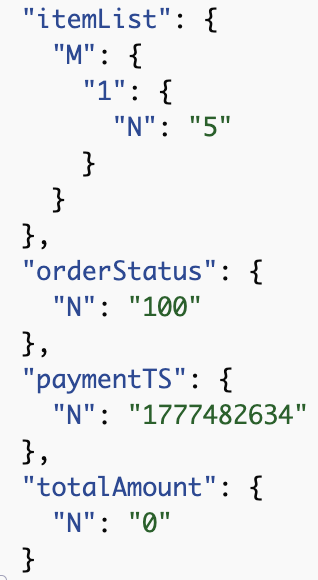 "itemList": {
"M": {
"1": {
"N": "5"
}
}
},
"orderStatus": {
"N": "100"
},
"paymentTS": {
"N": "1777482634"
},
"totalAmount": {
"N": "0"
}